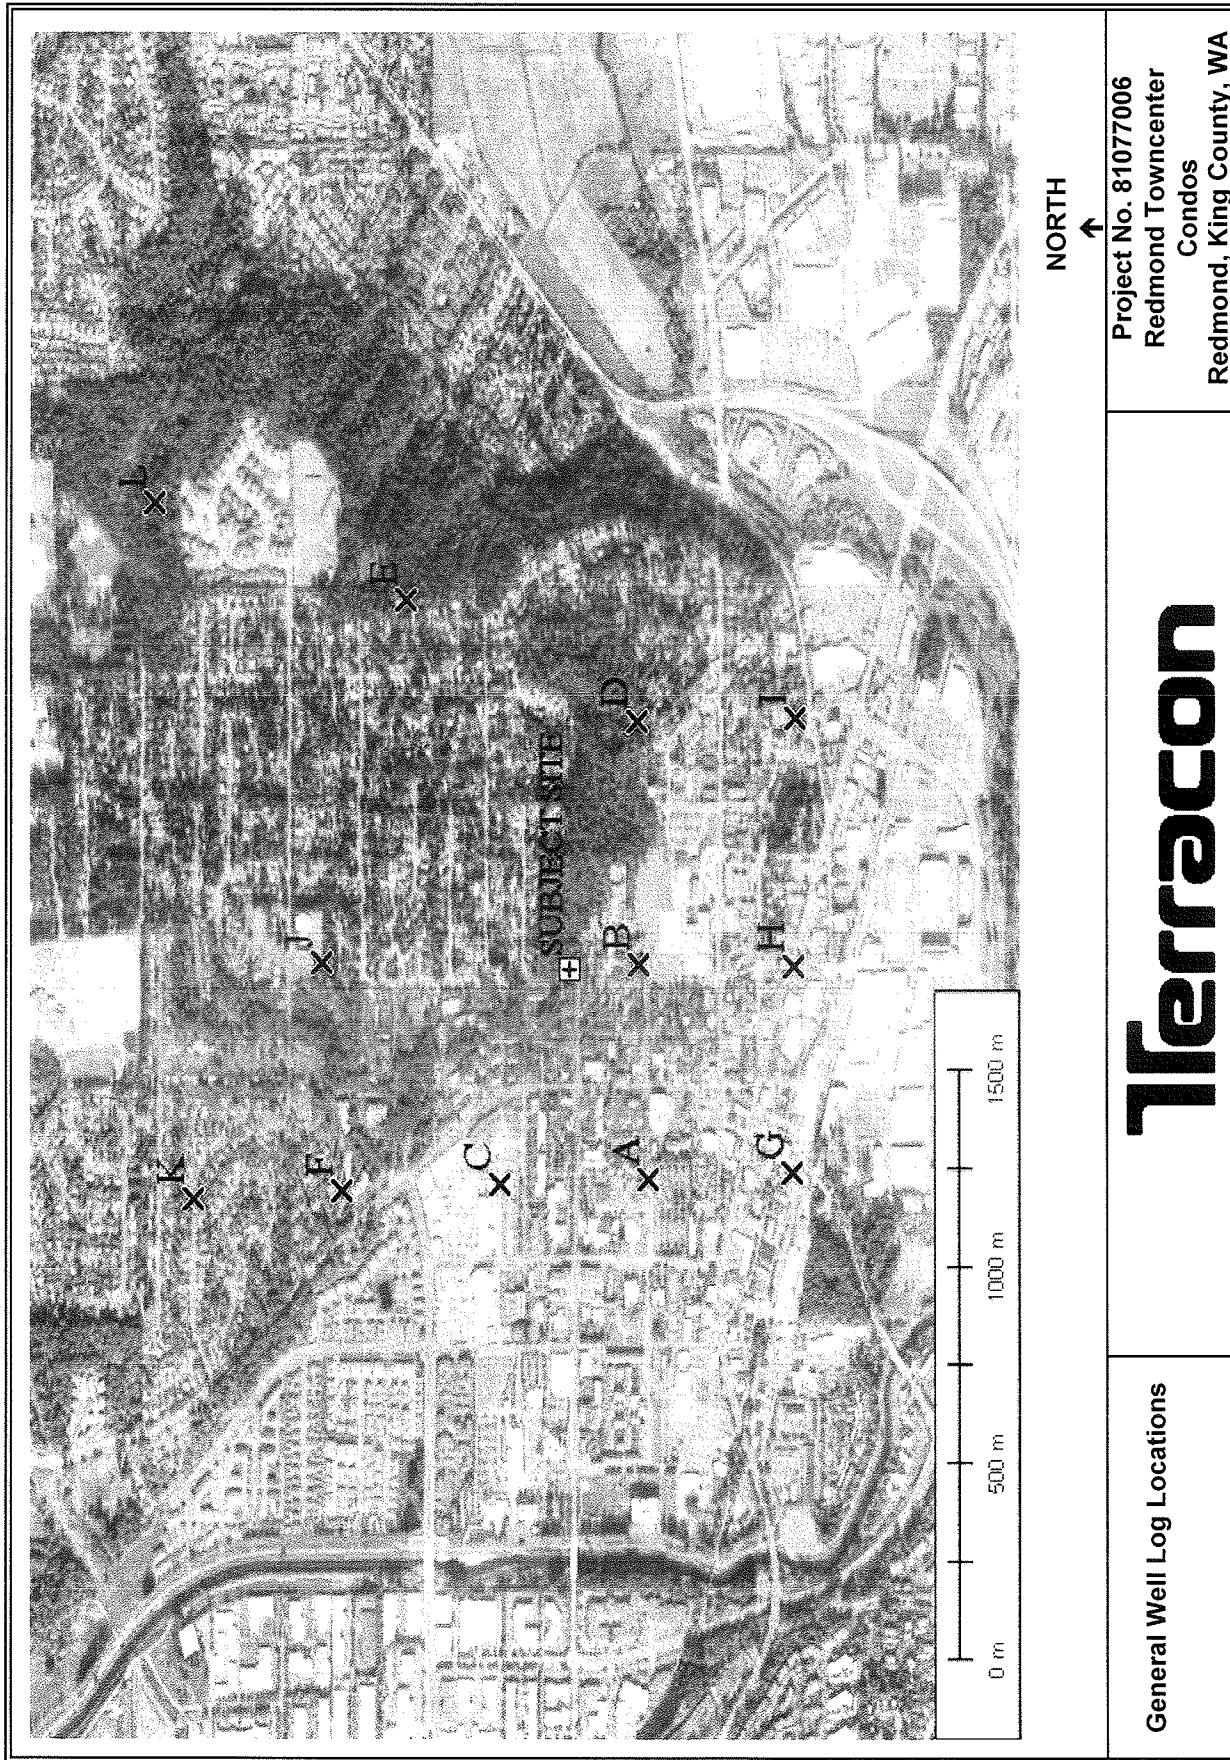 L
E
K
J
F
SUBJECT SITE
D
C
B
A
I
H
G
0 m
500 m
1000 m
1500 m
NORTH
General Well Log Locations
Terracon
Project No. 81077006
Redmond Towncenter
Condos
Redmond, King County, WA